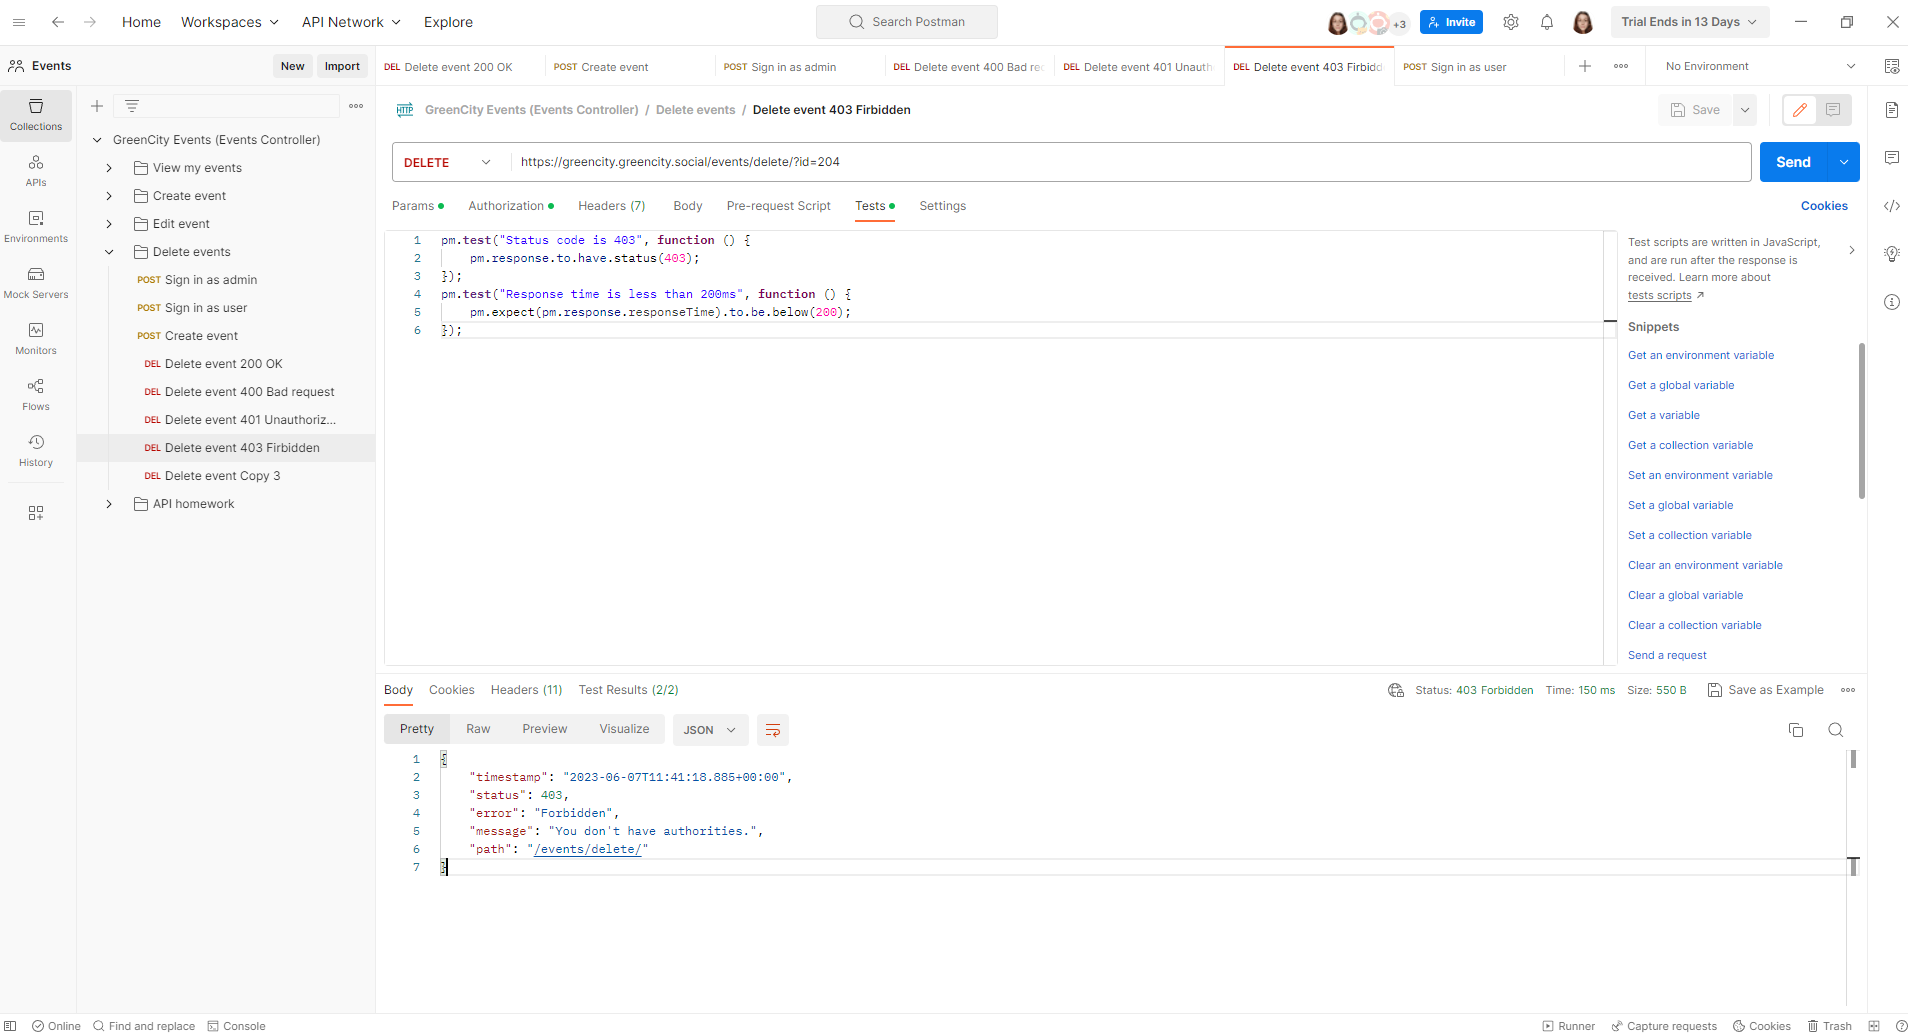 Home Workspaces API Network Explore Search Postman +3 Invite Trial Ends in 13 Days
Events New Import
DEL Delete event 200 OK POST Create event POST Sign in as admin DEL Delete event 400 Bad rec DEL Delete event 401 Unauth DEL Delete event 403 Firbidd POST Sign in as user No Environment
GreenCity Events (Events Controller) / Delete events / Delete event 403 Firbidden Save
Collections
APIs
Environments
Mock Servers
Monitors
Flows
History
GreenCity Events (Events Controller)
View my events
Create event
Edit event
Delete events
POST Sign in as admin
POST Sign in as user
POST Create event
DEL Delete event 200 OK
DEL Delete event 400 Bad request
DEL Delete event 401 Unauthoriz...
DEL Delete event 403 Firbidden
DEL Delete event Copy 3
API homework
HTTP
DELETE https://greencity.greencity.social/events/delete/?id=204 Send
Params Authorization Headers (7) Body Pre-request Script Tests Settings Cookies
1 pm.test("Status code is 403", function () {
2 pm.response.to.have.status(403);
3 });
4 pm.test("Response time is less than 200ms", function () {
5 pm.expect(pm.response.responseTime).to.be.below(200);
6 });
Test scripts are written in JavaScript,
and are run after the response is
received. Learn more about
tests scripts ↗
Snippets
Get an environment variable
Get a global variable
Get a variable
Get a collection variable
Set an environment variable
Set a global variable
Set a collection variable
Clear an environment variable
Clear a global variable
Clear a collection variable
Send a request
Body Cookies Headers (11) Test Results (2/2) Status: 403 Forbidden Time: 150 ms Size: 550 B Save as Example
Pretty Raw Preview Visualize JSON
1 {
2 "timestamp": "2023-06-07T11:41:18.885+00:00",
3 "status": 403,
4 "error": "Forbidden",
5 "message": "You don't have authorities.",
6 "path": "/events/delete/"
7 }
Online Find and replace Console Runner Capture requests Cookies Trash